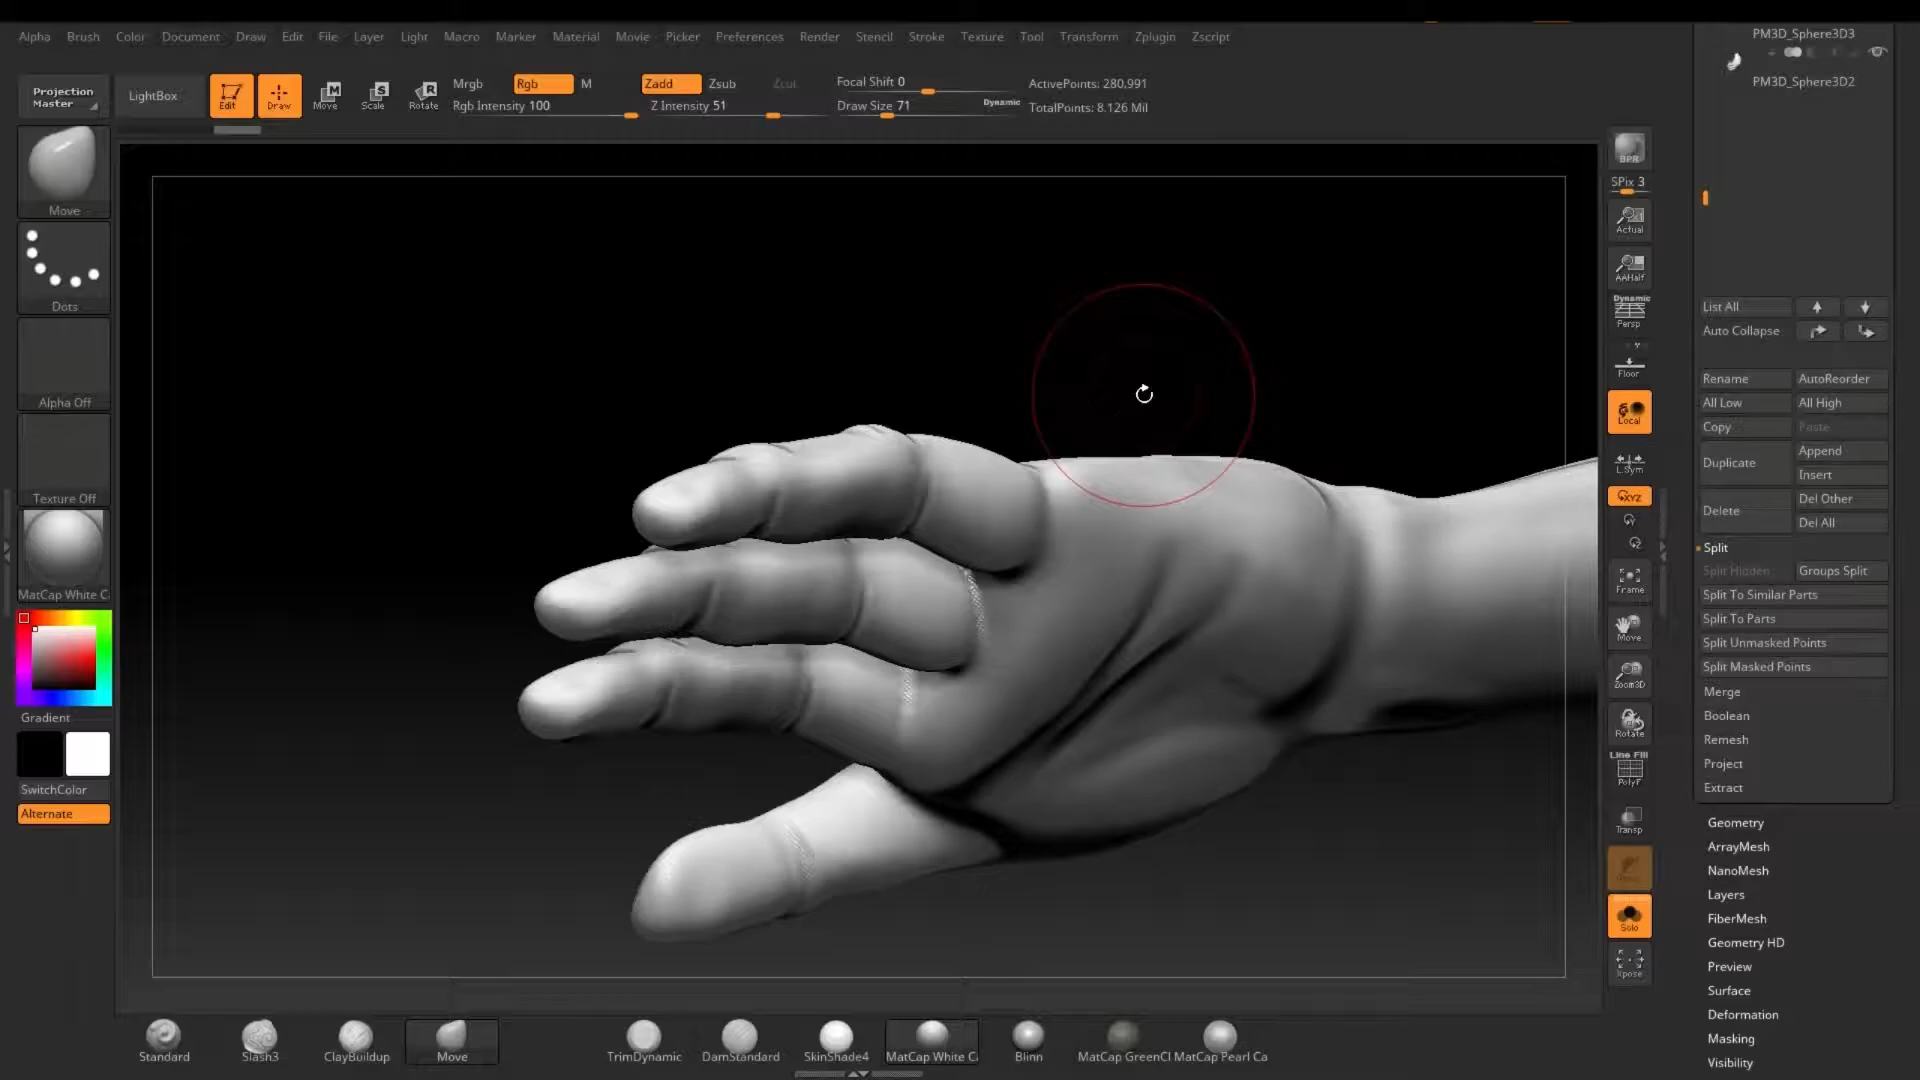 Alpha Brush Color Document Draw Edit File Layer Light Macro Marker Material Movie Picker Preferences Render Stencil Stroke Texture Tool Transform Zplugin Zscript
PM3D_Sphere3D3
PM3D_Sphere3D2
Projection Master
LightBox
Edit
Draw
Move
Scale
Rotate
Mrgb Rgb M
Rgb Intensity 100
Zadd Zsub Zcut
Z Intensity 51
Focal Shift 0
Draw Size 71
Dynamic
ActivePoints: 280,991
TotalPoints: 8.126 Mil
Move
Dots
Alpha Off
Texture Off
MatCap White C
Gradient
SwitchColor
Alternate
BPR
SPix 3
Actual
AAHalf
Dynamic
Persp
Floor
Local
L.Sym
XYZ
Frame
Move
Zoom3D
Rotate
Line Fill
PolyF
Transp
Solo
Xpose
List All
Auto Collapse
Rename AutoReorder
All Low All High
Copy Paste
Duplicate Append
Insert
Delete Del Other
Del All
Split
Split Hidden Groups Split
Split To Similar Parts
Split To Parts
Split Unmasked Points
Split Masked Points
Merge
Boolean
Remesh
Project
Extract
Geometry
ArrayMesh
NanoMesh
Layers
FiberMesh
Geometry HD
Preview
Surface
Deformation
Masking
Visibility
Standard Slash3 ClayBuildup Move TrimDynamic DamStandard SkinShade4 MatCap White C Blinn MatCap GreenCl MatCap Pearl Ca